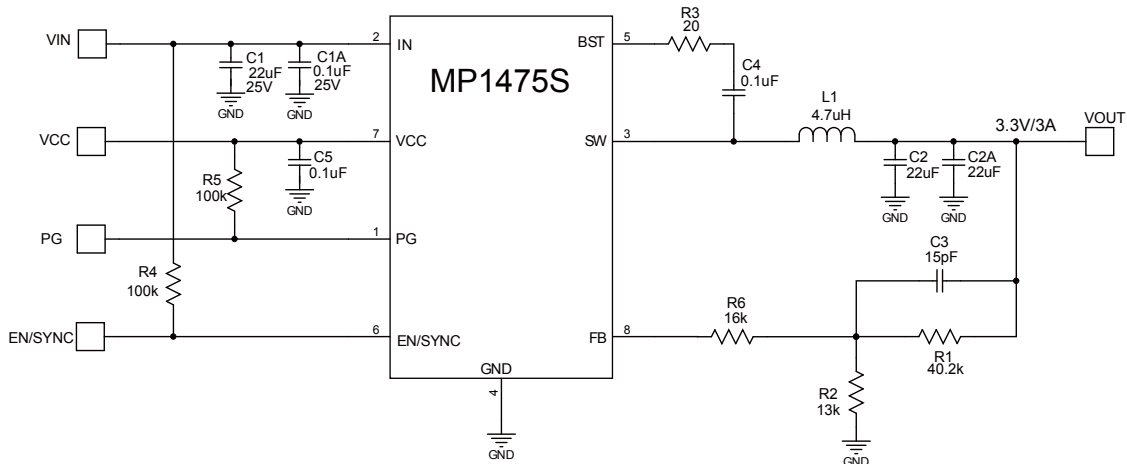 VIN
C1
22uF
25V
GND
C1A
0.1uF
25V
GND
2
IN
MP1475S
BST
5
R3
20
C4
0.1uF
L1
4.7uH
3.3V/3A
VOUT
VCC
7
VCC
SW
3
C5
0.1uF
GND
R5
100k
C2
22uF
GND
C2A
22uF
GND
PG
1
PG
R4
100k
C3
15pF
EN/SYNC
6
EN/SYNC
FB
8
R6
16k
R1
40.2k
GND
4
GND
R2
13k
GND